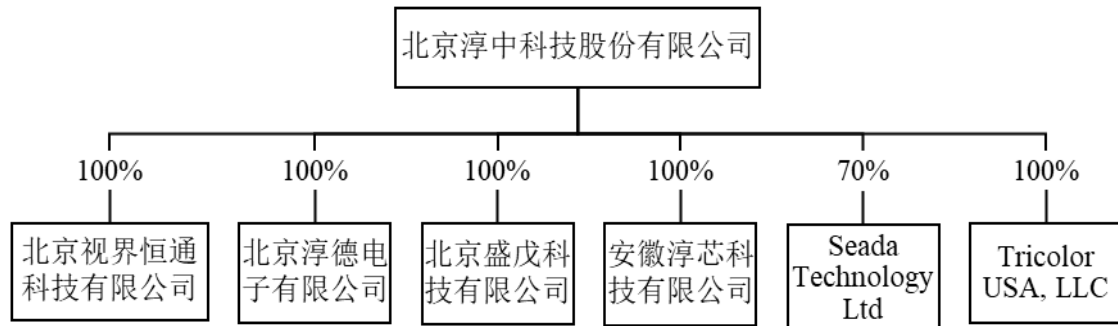 北京淳中科技股份有限公司
100%
100%
100%
100%
70%
100%
北京视界恒通
科技有限公司
北京淳德电
子有限公司
北京盛戊科
技有限公司
安徽淳芯科
技有限公司
Seada
Technology
Ltd
Tricolor
USA, LLC